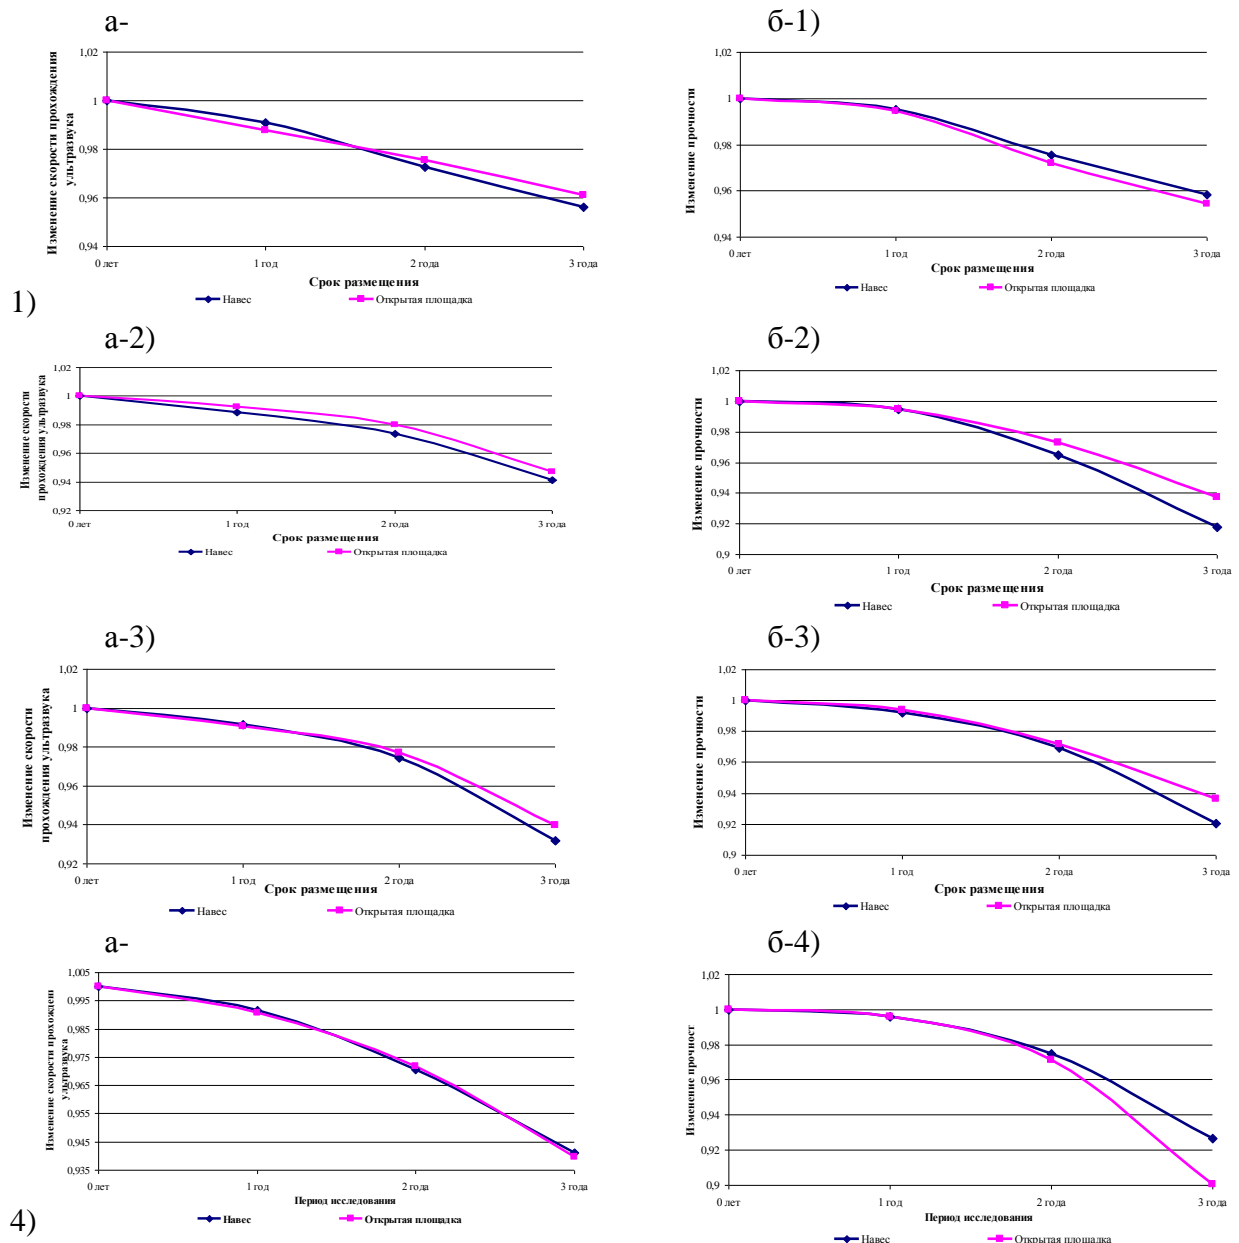 а-
1,02
1
0,98
0,96
0,94
Изменение скорости прохождения
ультразвука
0 лет 1 год 2 года 3 года
Срок размещения
Навес Открытая площадка
1)
б-1)
1,02
1
0,98
0,96
0,94
Изменение прочности
0 лет 1 год 2 года 3 года
Срок размещения
Навес Открытая площадка
а-2)
1,02
1
0,98
0,96
0,94
0,92
Изменение скорости
прохождения ультразвука
0 лет 1 год 2 года 3 года
Срок размещения
Навес Открытая площадка
б-2)
1,02
1
0,98
0,96
0,94
0,92
0,9
Изменение прочности
0 лет 1 год 2 года 3 года
Срок размещения
Навес Открытая площадка
а-3)
1,02
1
0,98
0,96
0,94
0,92
Изменение скорости
прохождения ультразвука
0 лет 1 год 2 года 3 года
Срок размещения
Навес Открытая площадка
б-3)
1,02
1
0,98
0,96
0,94
0,92
0,9
Изменение прочности
0 лет 1 год 2 года 3 года
Срок размещения
Навес Открытая площадка
а-
1,005
0,995
0,985
0,975
0,965
0,955
0,945
0,935
Изменение скорости прохождени
ультразвука
0 лет 1 год 2 года 3 года
Период исследования
Навес Открытая площадка
4)
б-4)
1,02
1
0,98
0,96
0,94
0,92
0,9
Изменение прочност
0 лет 1 год 2 года 3 года
Период исследования
Навес Открытая площадка